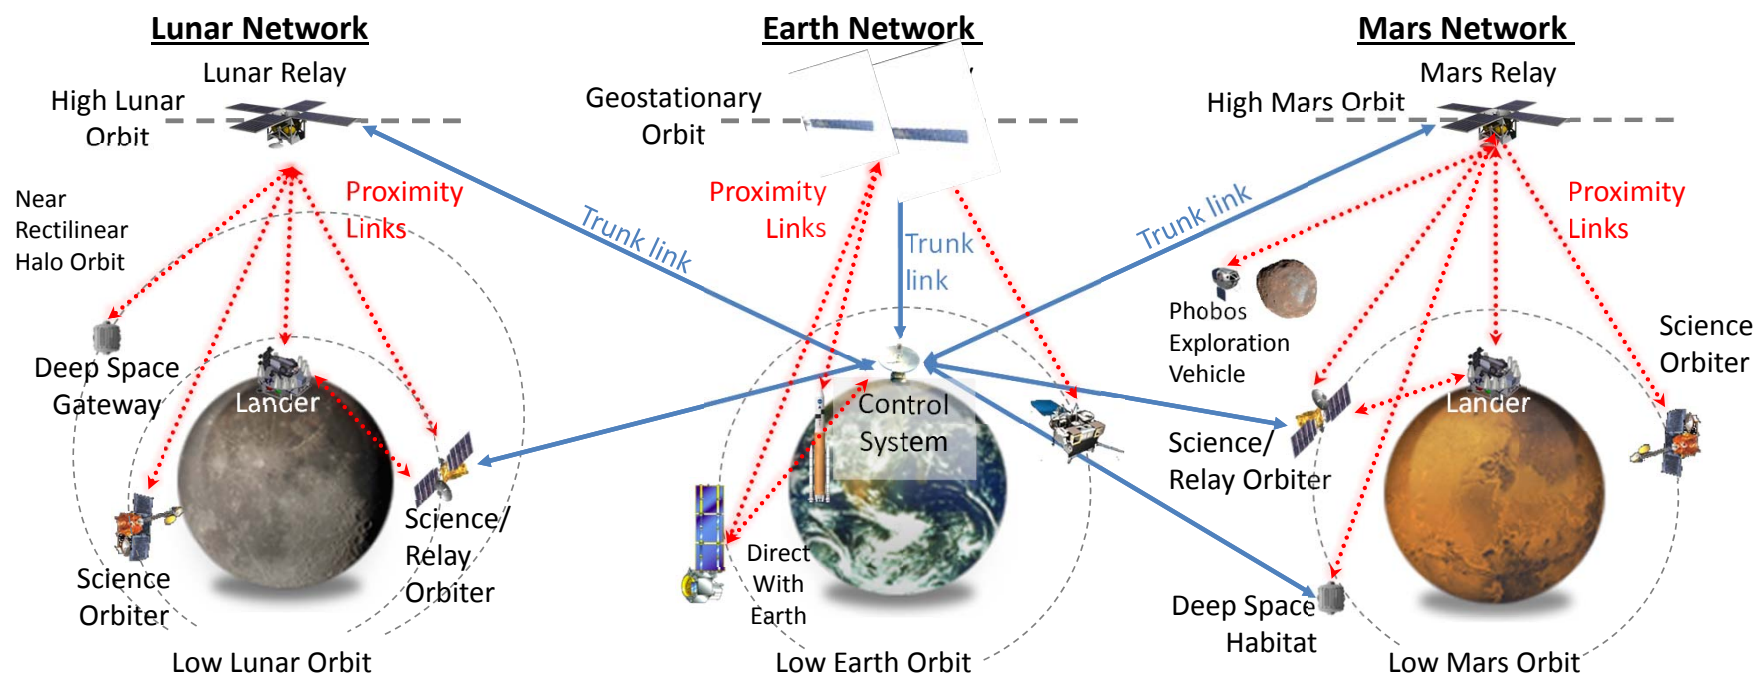 Lunar Network
Lunar Relay
High Lunar
Orbit
Near
Rectilinear
Halo Orbit
Proximity
Links
Trunk link
Deep Space
Gateway
Lander
Science
Orbiter
Science/
Relay
Orbiter
Low Lunar Orbit
Earth Network
Geostationary
Orbit
Proximity
Links
Trunk
link
Control
System
Direct
With
Earth
Low Earth Orbit
Mars Network
Mars Relay
High Mars Orbit
Trunk link
Proximity
Links
Phobos
Exploration
Vehicle
Science
Orbiter
Lander
Science/
Relay Orbiter
Deep Space
Habitat
Low Mars Orbit